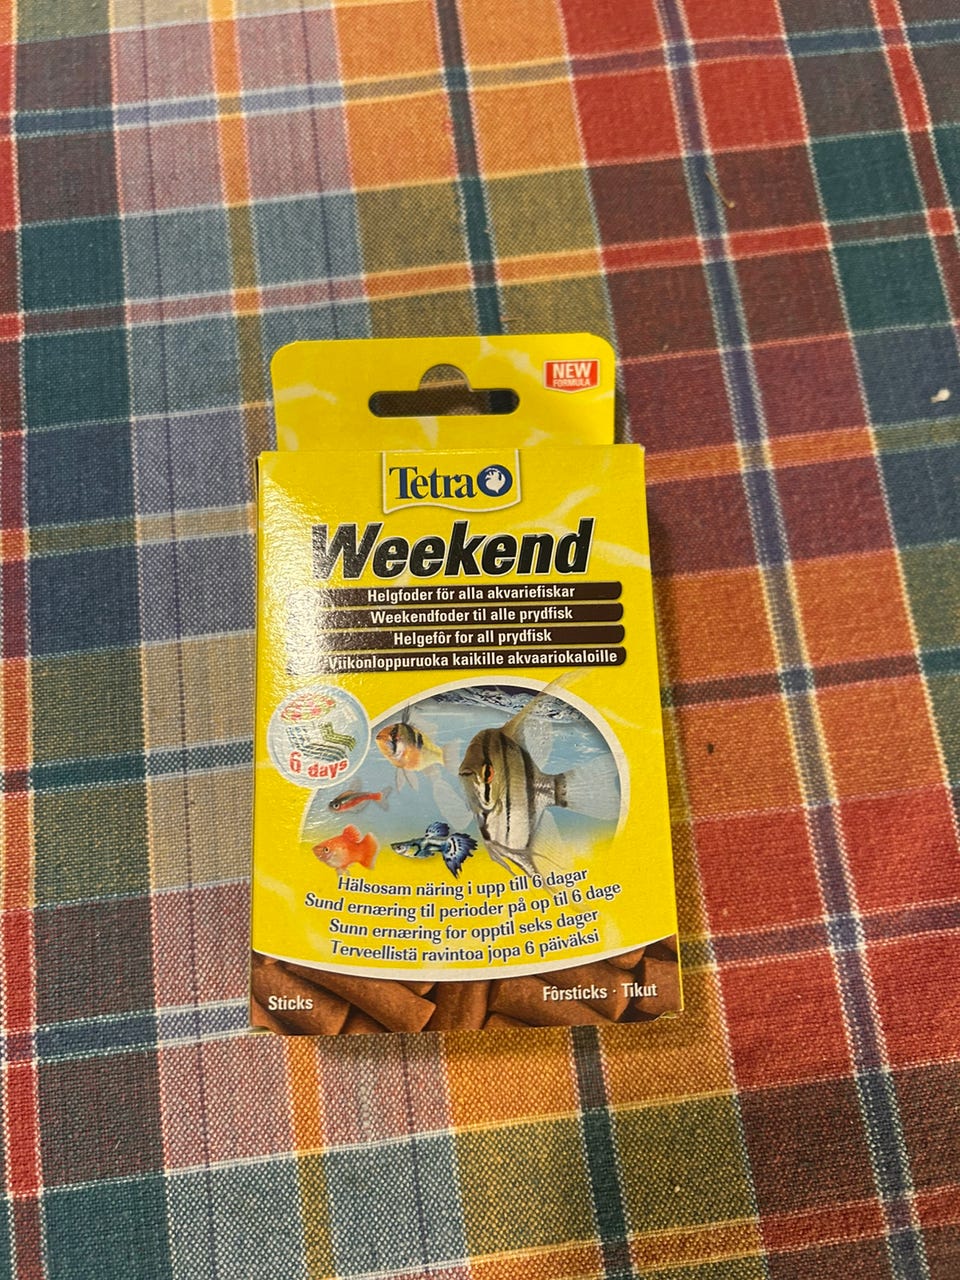 NEW
FORMULA
Tetra
Weekend
Helgfoder för alla akvariefiskar
Weekendfoder til alle prydfisk
Helgefôr for all prydfisk
Viikonloppuruoka kaikille akvaariokaloille
6 days
Hälsosam näring i upp till 6 dagar
Sund ernæring til perioder på op til 6 dage
Sunn ernæring for opptil seks dager
Terveellistä ravintoa jopa 6 päiväksi
Sticks
Fôrsticks · Tikut